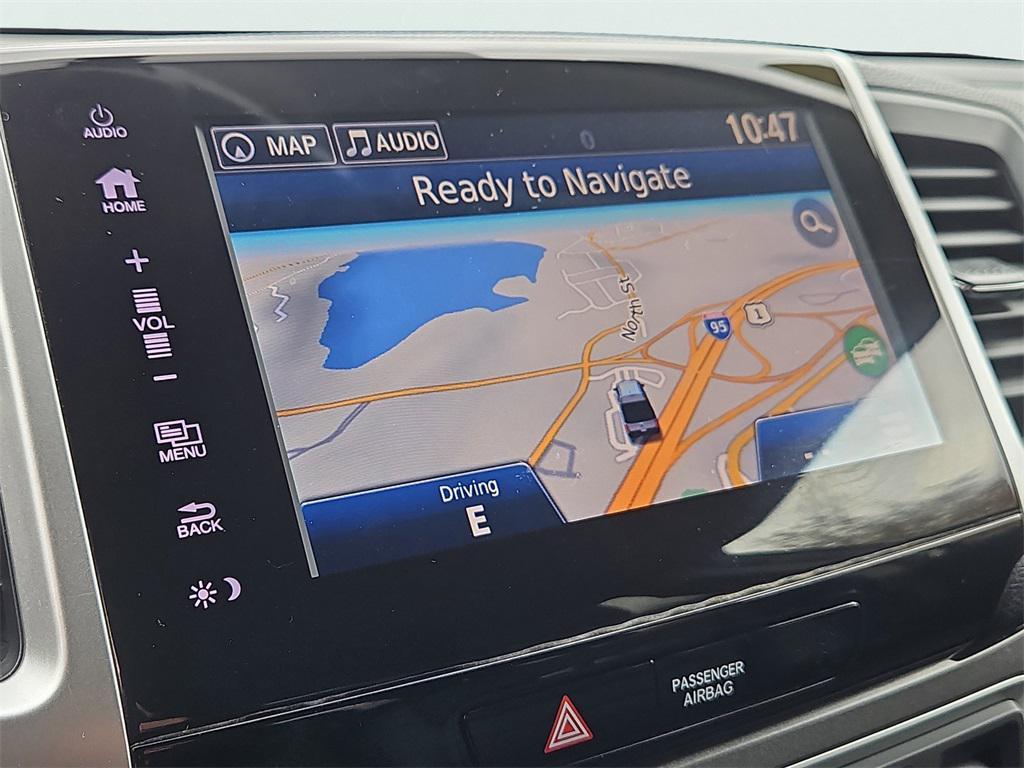 AUDIO
HOME
+
VOL
-
MENU
BACK
MAP
AUDIO
0
10:47
Ready to Navigate
North St
95
1
Driving
E
PASSENGER
AIRBAG